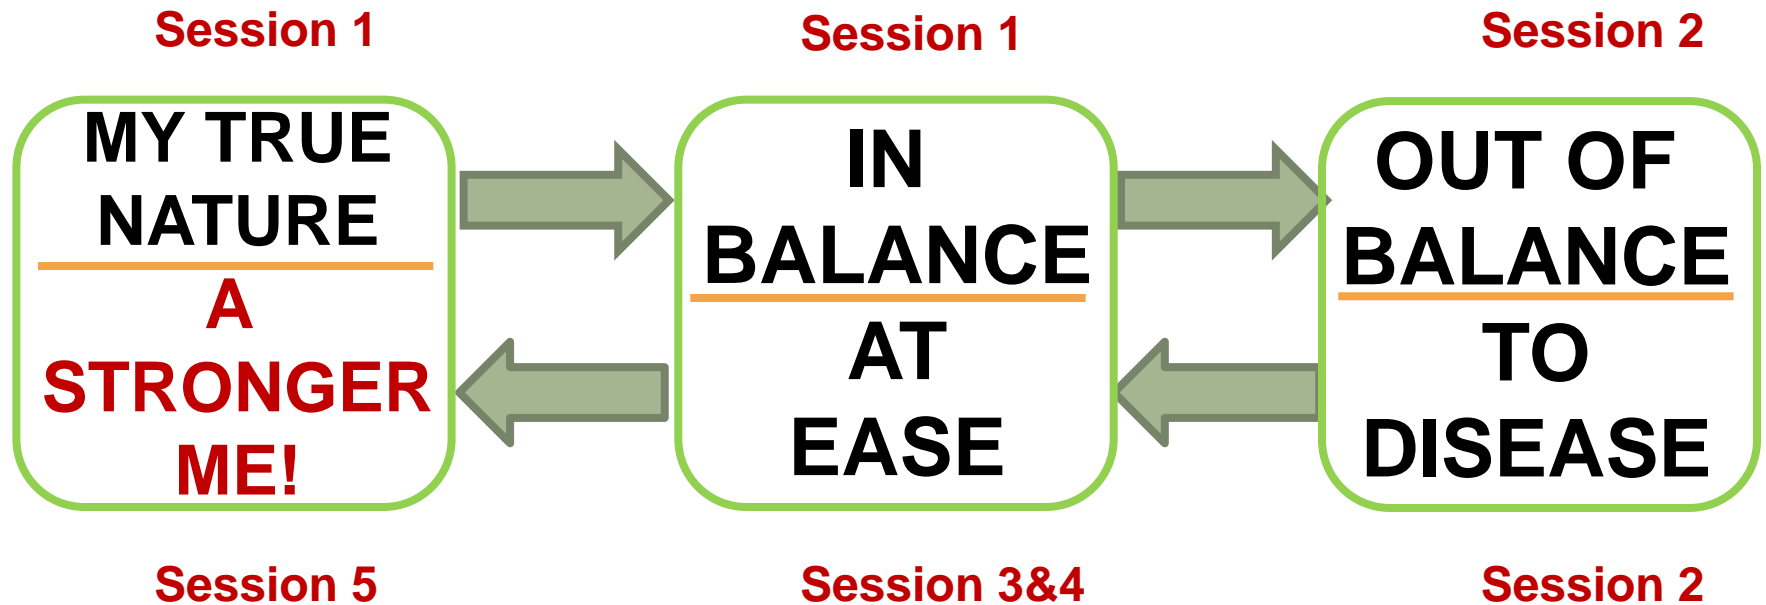 Session 1
Session 1
Session 2
MY TRUE
NATURE
A
STRONGER
ME!
IN
BALANCE
AT
EASE
OUT OF
BALANCE
TO
DISEASE
Session 5
Session 3&4
Session 2